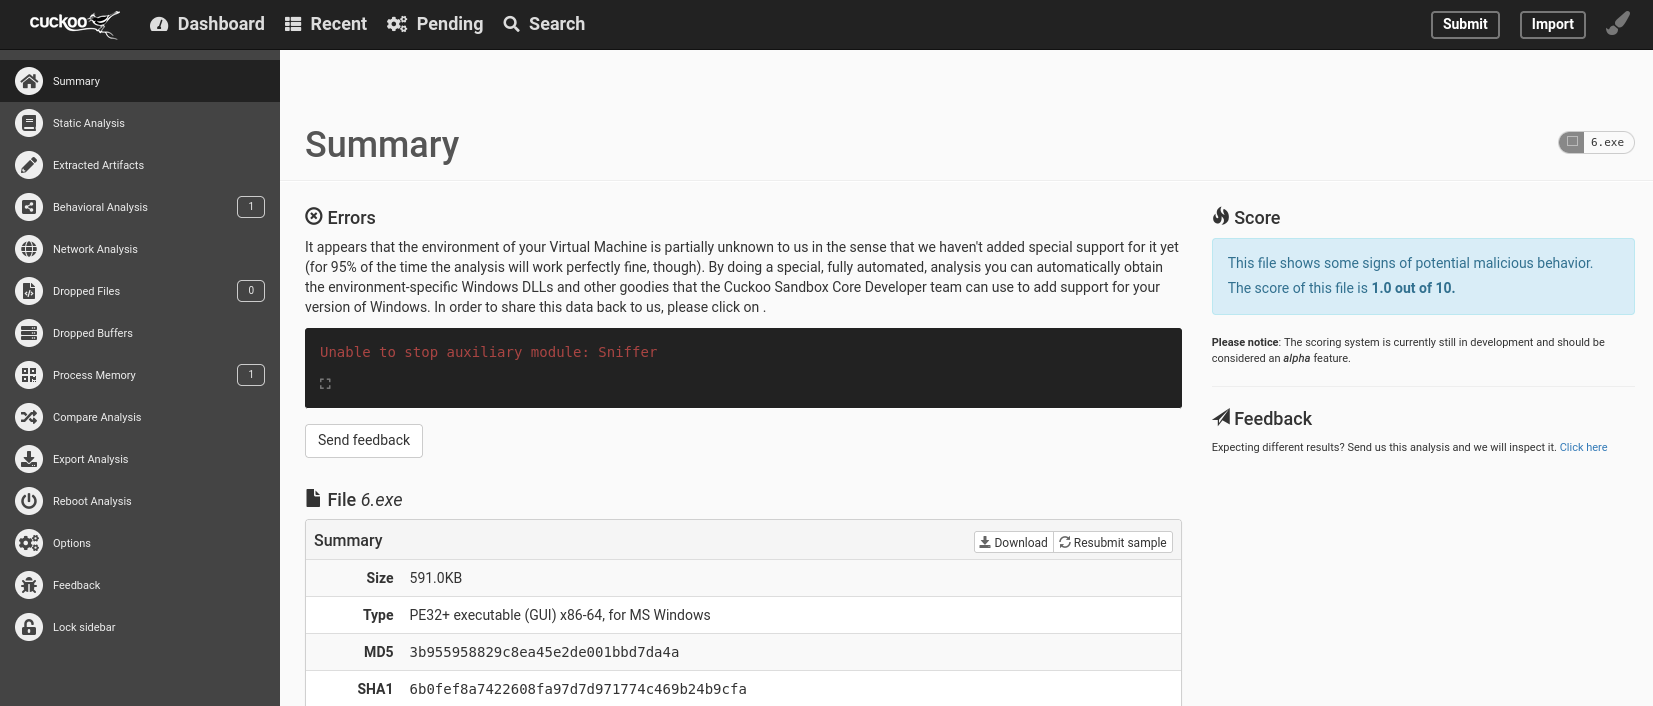 cuckoo Dashboard Recent Pending Search Submit Import
Summary
Static Analysis
Extracted Artifacts
Behavioral Analysis 1
Network Analysis
Dropped Files 0
Dropped Buffers
Process Memory 1
Compare Analysis
Export Analysis
Reboot Analysis
Options
Feedback
Lock sidebar
Summary
6.exe
Errors
It appears that the environment of your Virtual Machine is partially unknown to us in the sense that we haven't added special support for it yet
(for 95% of the time the analysis will work perfectly fine, though). By doing a special, fully automated, analysis you can automatically obtain
the environment-specific Windows DLLs and other goodies that the Cuckoo Sandbox Core Developer team can use to add support for your
version of Windows. In order to share this data back to us, please click on .
Unable to stop auxiliary module: Sniffer
Send feedback
File 6.exe
Summary Download Resubmit sample
Size 591.0KB
Type PE32+ executable (GUI) x86-64, for MS Windows
MD5 3b955958829c8ea45e2de001bbd7da4a
SHA1 6b0fef8a7422608fa97d7d971774c469b24b9cfa
Score
This file shows some signs of potential malicious behavior.
The score of this file is 1.0 out of 10.
Please notice: The scoring system is currently still in development and should be
considered an alpha feature.
Feedback
Expecting different results? Send us this analysis and we will inspect it. Click here